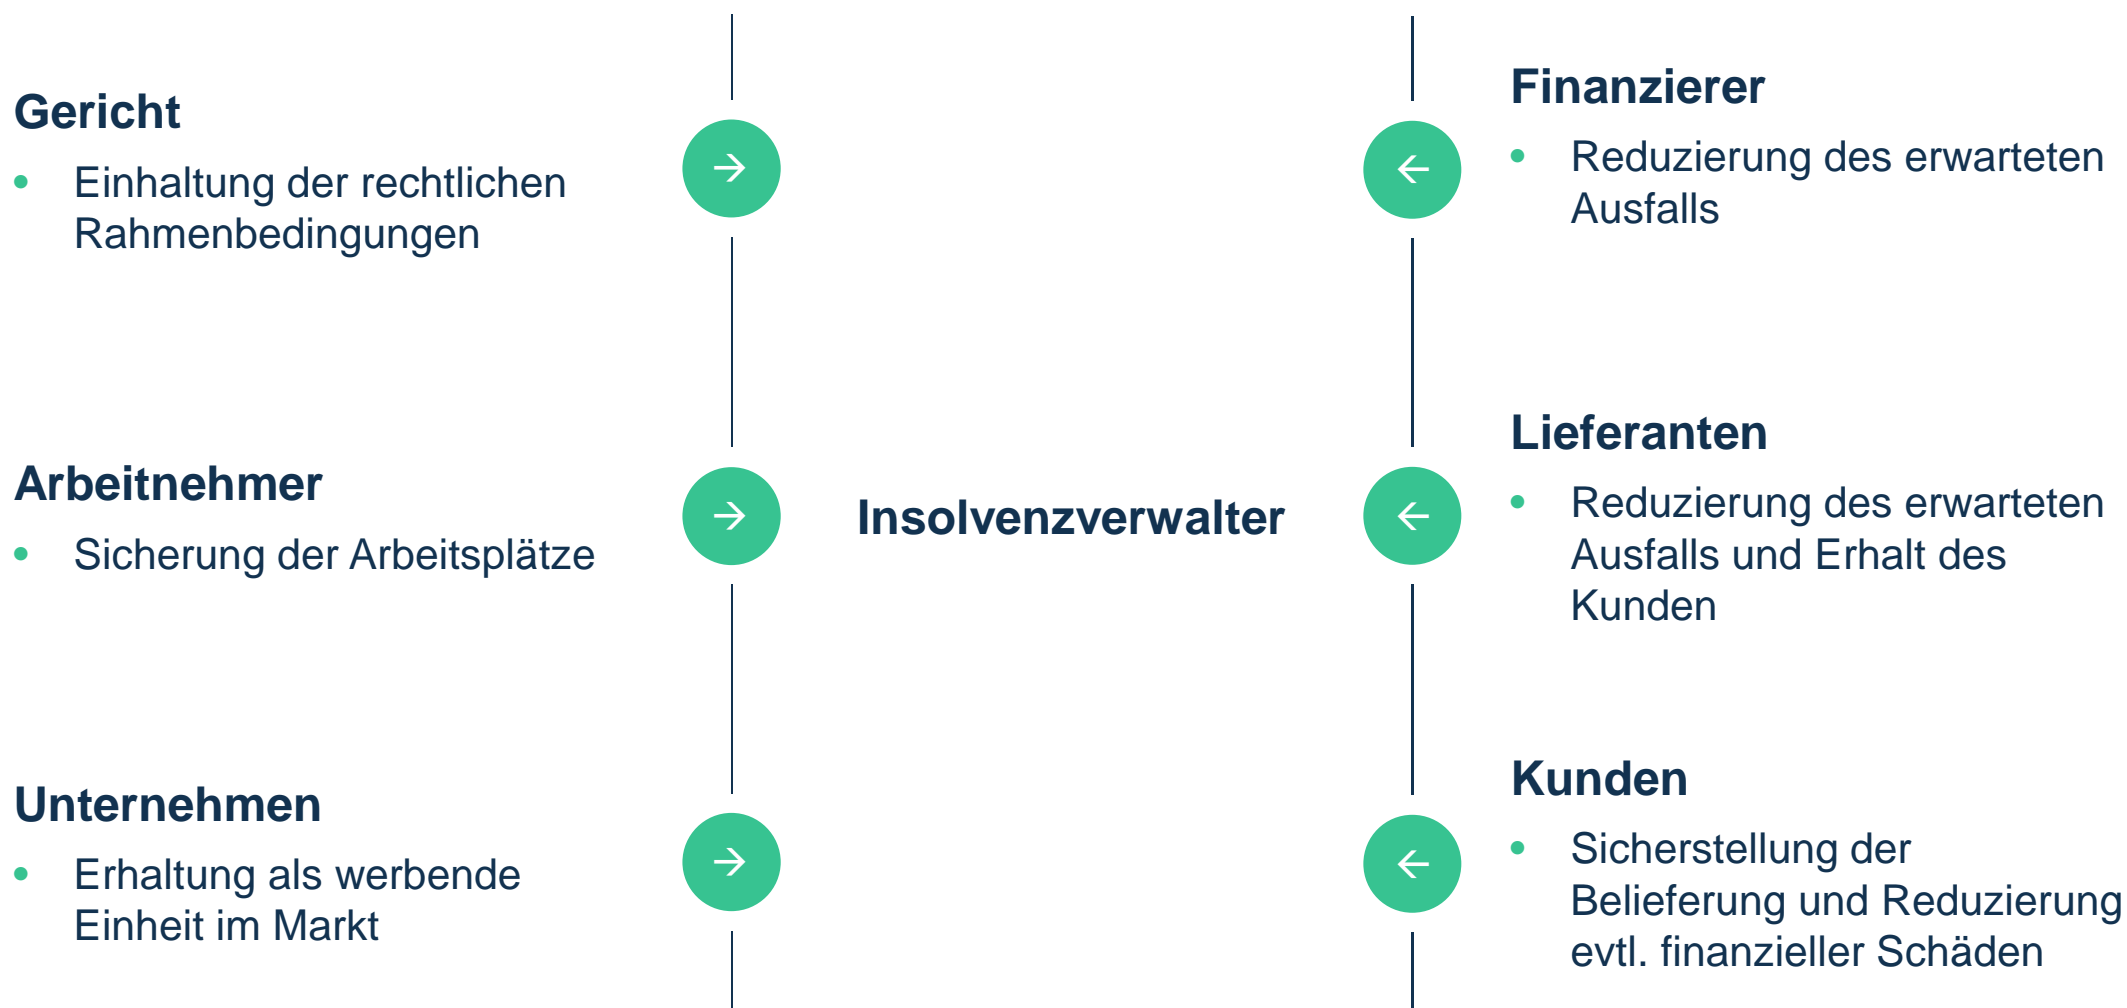 Gericht
• Einhaltung der rechtlichen
Rahmenbedingungen
Arbeitnehmer
• Sicherung der Arbeitsplätze
Unternehmen
• Erhaltung als werbende
Einheit im Markt
→
→
→
Insolvenzverwalter
←
←
←
Finanzierer
• Reduzierung des erwarteten
Ausfalls
Lieferanten
• Reduzierung des erwarteten
Ausfalls und Erhalt des
Kunden
Kunden
• Sicherstellung der
Belieferung und Reduzierung
evtl. finanzieller Schäden